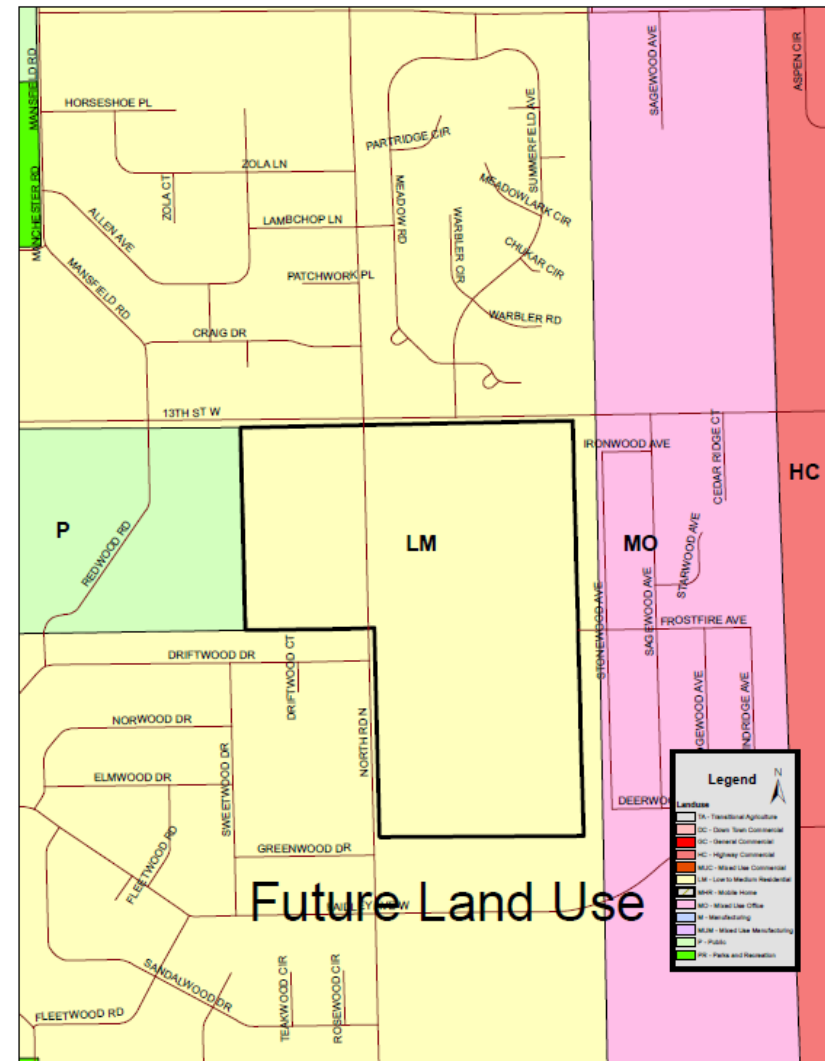 MANSFIELD RD
SAGEWOOD AVE
ASPEN CIR
HORSESHOE PL
PARTRIDGE CIR
SUMMERFIELD AVE
ZOLA LN
MANCHESTER RD
ZOLA CT
MEADOW RD
MEADOWLARK CIR
ALLEN AVE
LAMBCHOP LN
WARBLER CIR
CHUKAR CIR
MANSFIELD RD
PATCHWORK PL
WARBLER RD
CRAIG DR
13TH ST W
IRONWOOD AVE
CEDAR RIDGE CT
HC
P
LM
MO
REDWOOD RD
STARWOOD AVE
STONEWOOD AVE
SAGEWOOD AVE
FROSTFIRE AVE
DRIFTWOOD DR
DRIFTWOOD CT
NORTH RD N
NORWOOD DR
SWEETWOOD DR
ELMWOOD DR
FLEETWOOD RD
GREENWOOD DR
Future Land Use
SANDALWOOD DR
TEAKWOOD CIR
ROSEWOOD CIR
FLEETWOOD RD
Legend
N
Landuse
TA - Transitional Agriculture
DC - Down Town Commercial
GC - General Commercial
HC - Highway Commercial
MUC - Mixed Use Commercial
LM - Low to Medium Residential
MHR - Mobile Home
MO - Mixed Use Office
M - Manufacturing
MUM - Mixed Use Manufacturing
P - Public
PR - Parks and Recreation